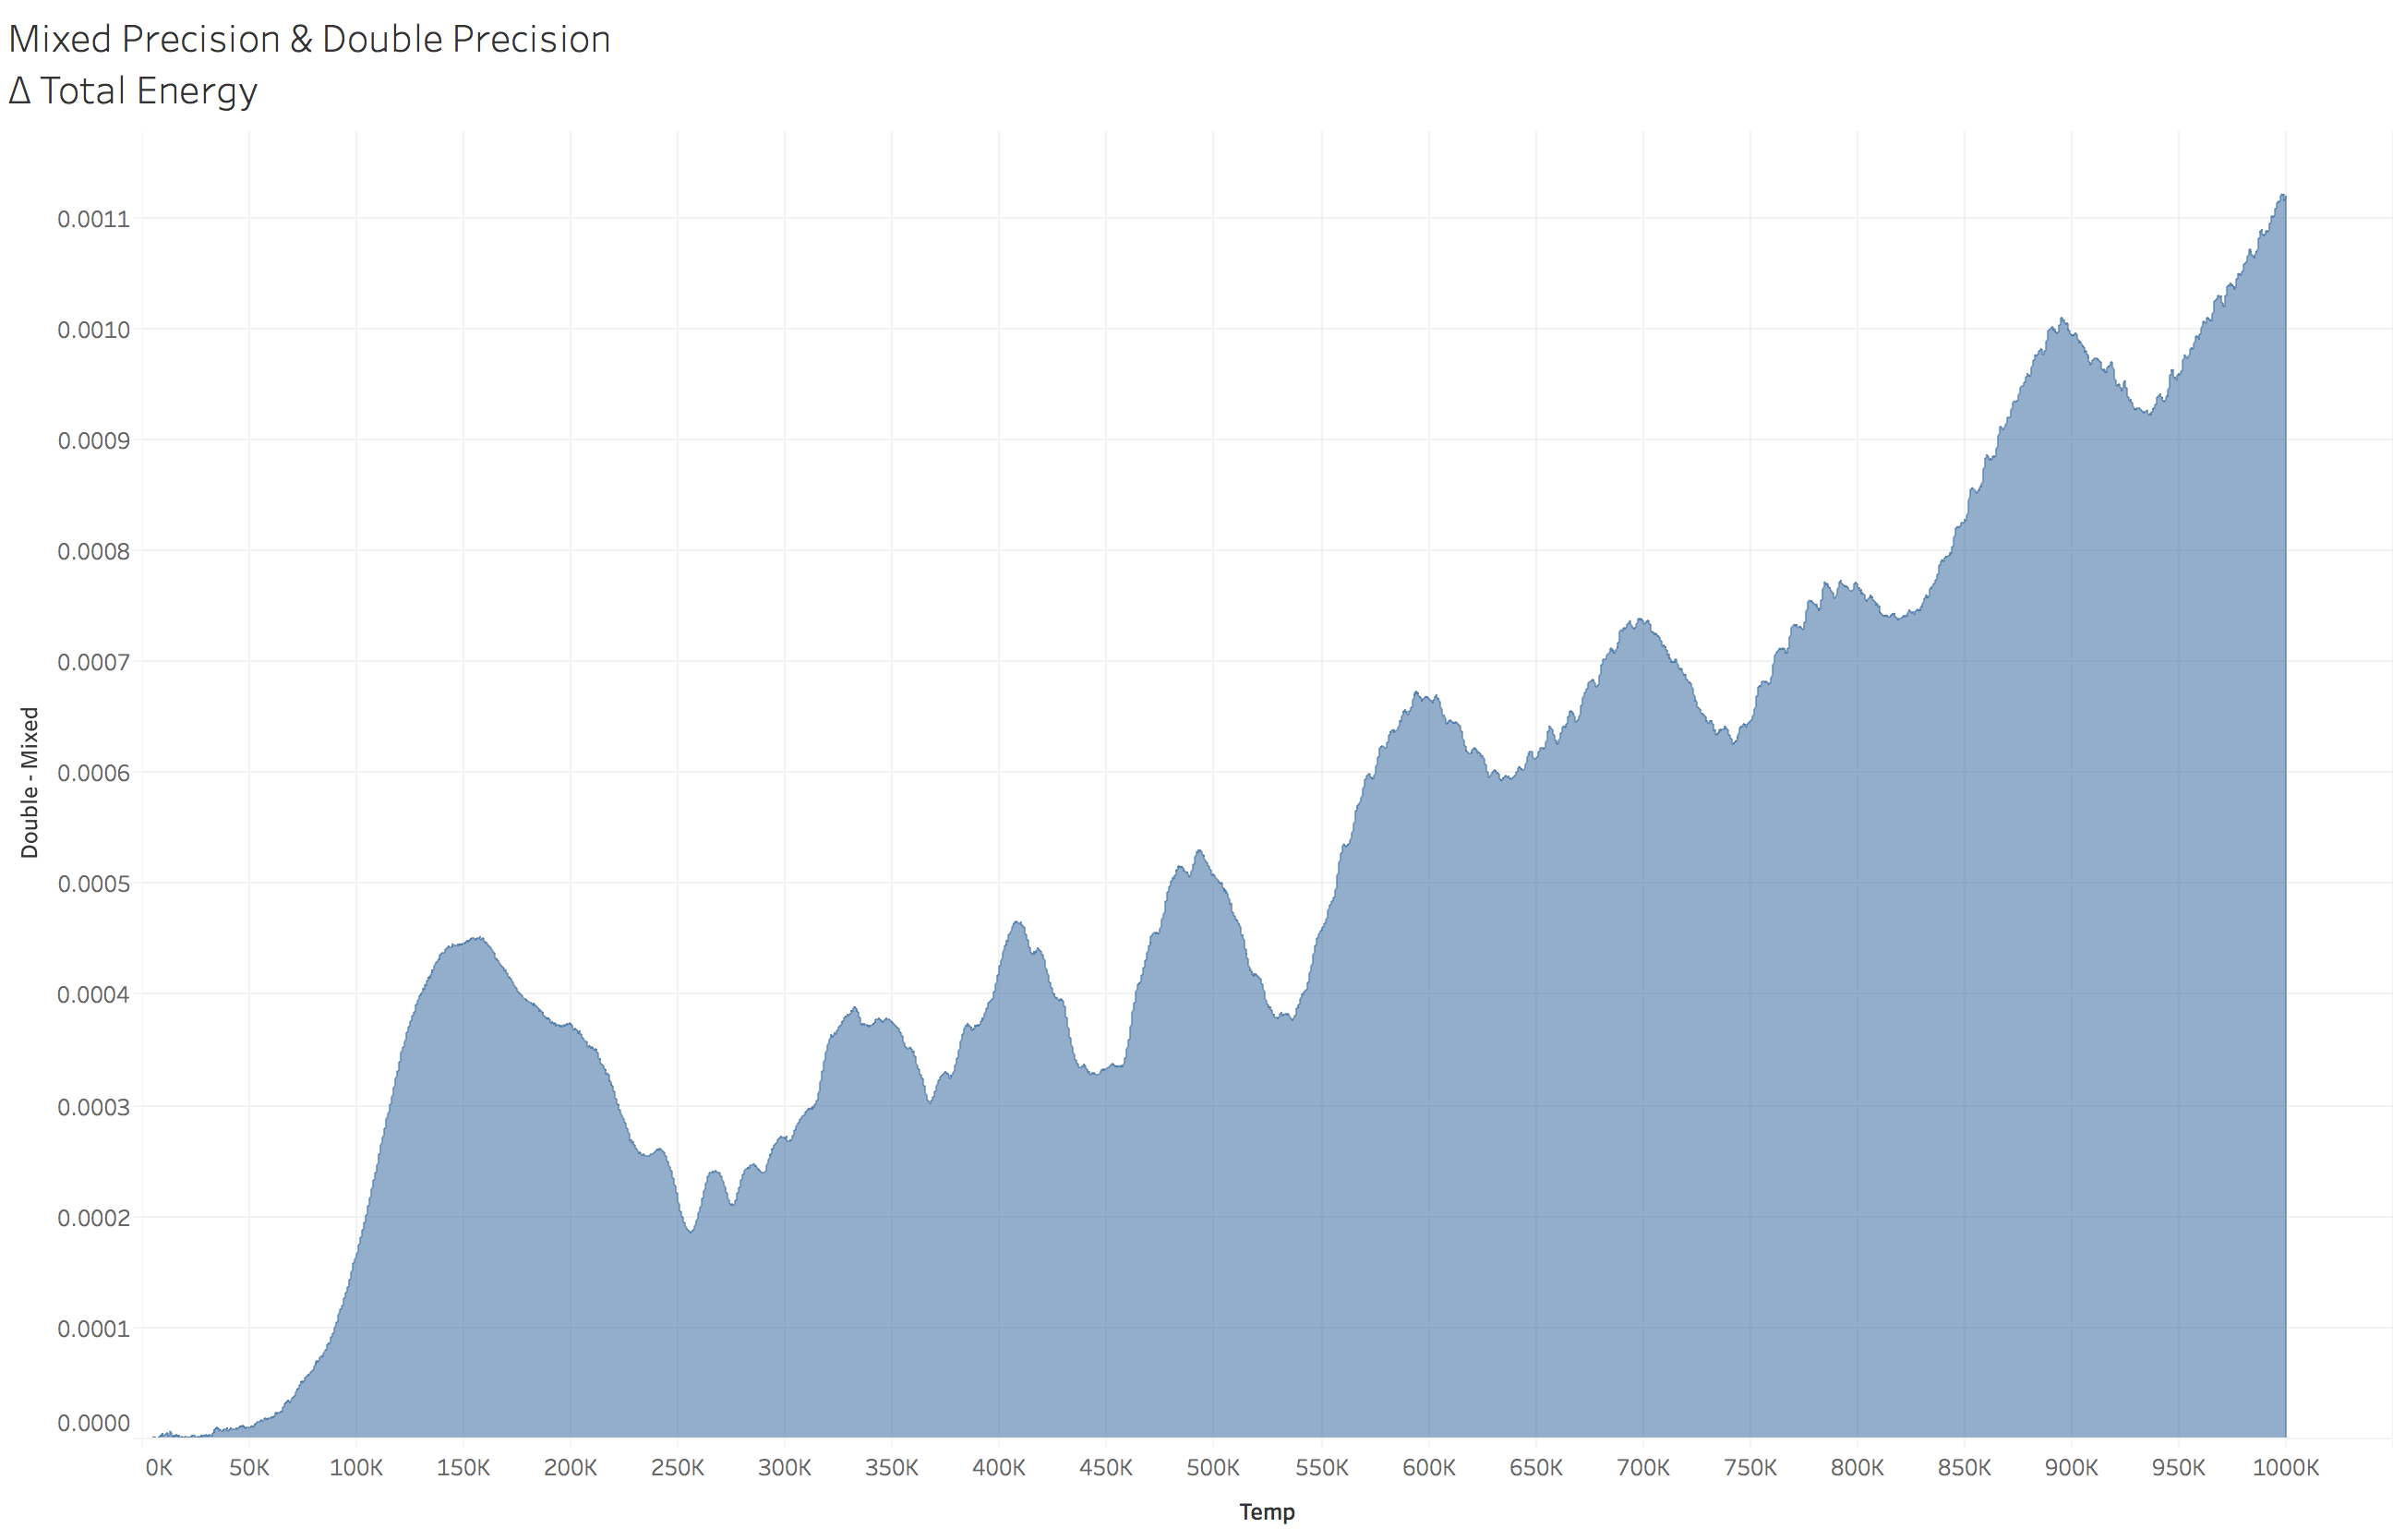 Mixed Precision & Double Precision
Δ Total Energy
0.0011
0.0010
0.0009
0.0008
0.0007
0.0006
0.0005
0.0004
0.0003
0.0002
0.0001
0.0000
Double - Mixed
0K 50K 100K 150K 200K 250K 300K 350K 400K 450K 500K 550K 600K 650K 700K 750K 800K 850K 900K 950K 1000K
Temp